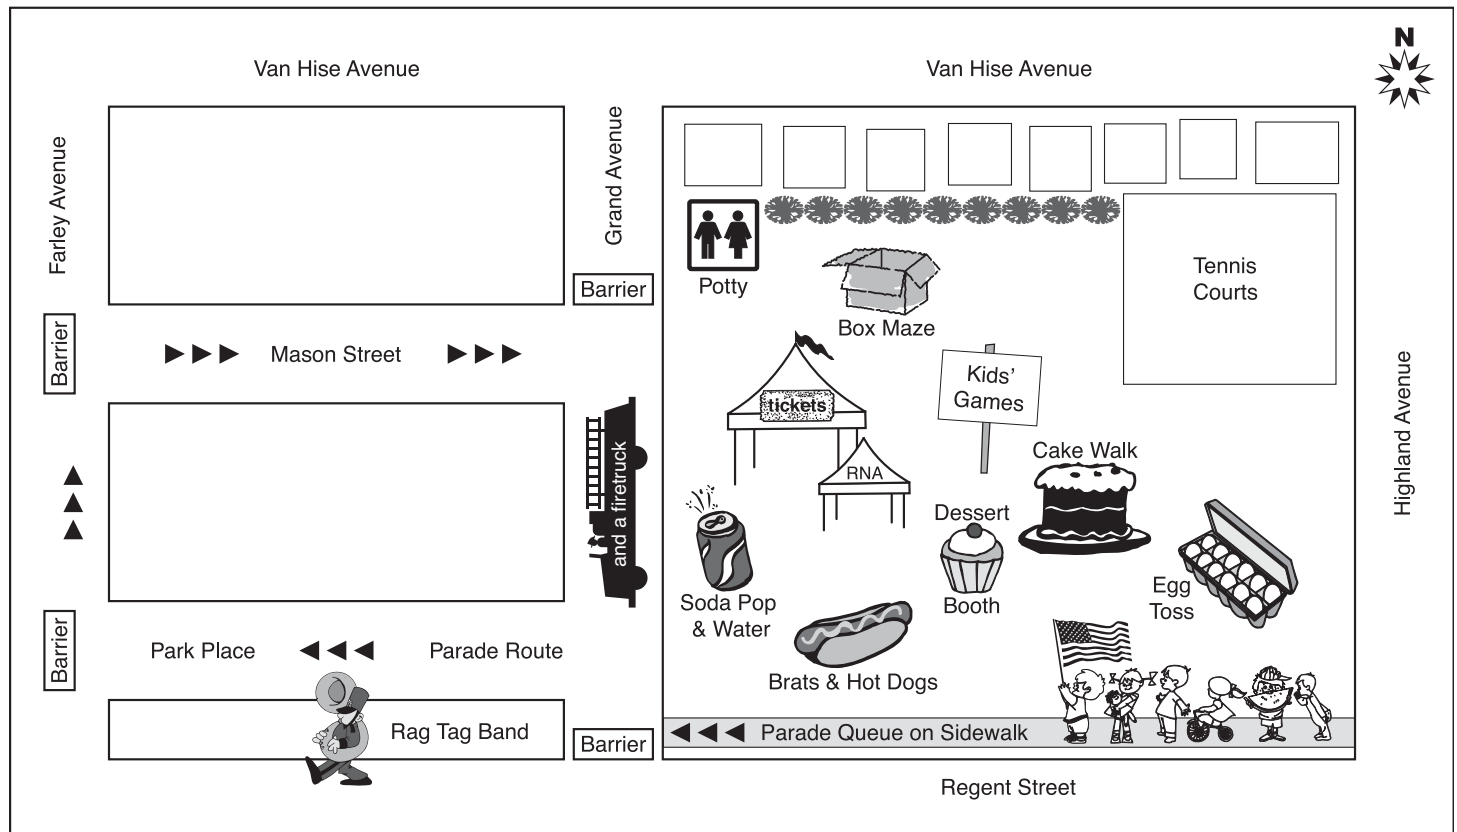 N
Van Hise Avenue
Van Hise Avenue
Farley Avenue
Grand Avenue
Potty
Tennis
Courts
Barrier
Box Maze
Barrier
Mason Street
Kids'
Games
tickets
Highland Avenue
Cake Walk
RNA
and a firetruck
Dessert
Booth
Egg
Toss
Soda Pop
& Water
Barrier
Park Place
Parade Route
Brats & Hot Dogs
Rag Tag Band
Barrier
Parade Queue on Sidewalk
Regent Street